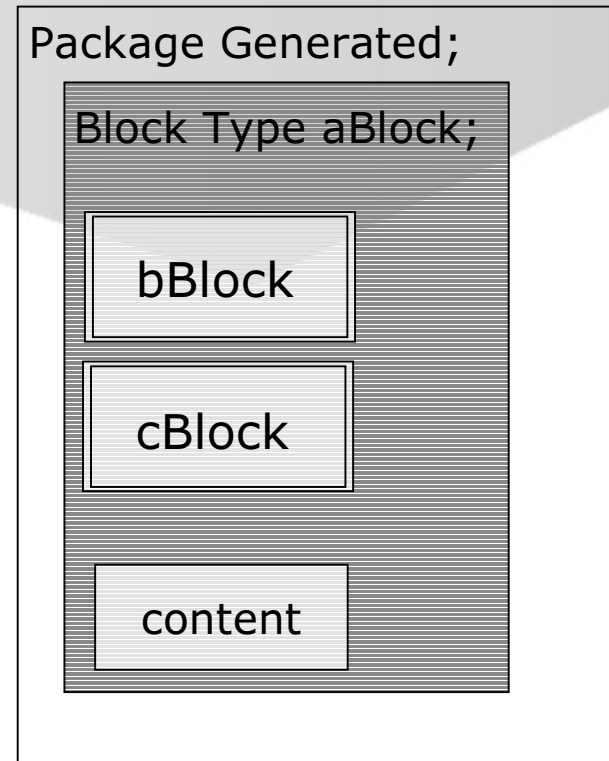 Package Generated;
Block Type aBlock;
bBlock
cBlock
content